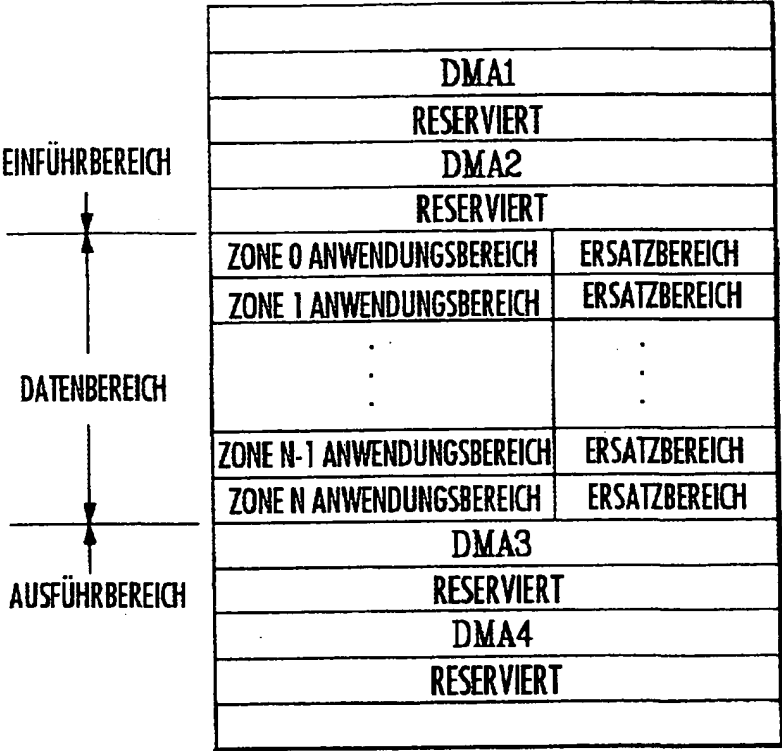 DMA1
RESERVIERT
EINFÜHRBEREICH
DMA2
RESERVIERT
ZONE 0 ANWENDUNGSBEREICH ERSATZBEREICH
ZONE 1 ANWENDUNGSBEREICH ERSATZBEREICH
DATENBEREICH
ZONE N-1 ANWENDUNGSBEREICH ERSATZBEREICH
ZONE N ANWENDUNGSBEREICH ERSATZBEREICH
DMA3
AUSFÜHRBEREICH
RESERVIERT
DMA4
RESERVIERT